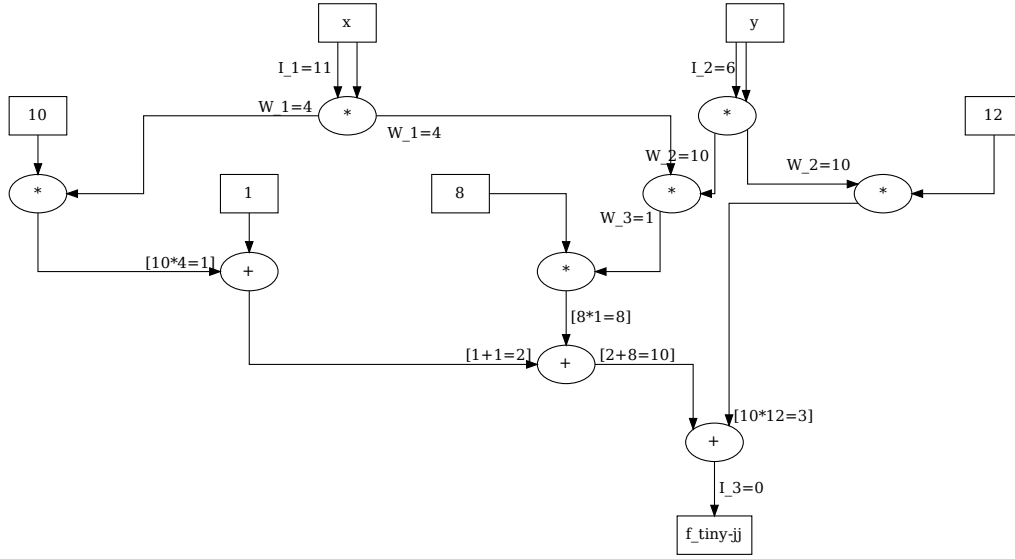 x
y
I_1=11
I_2=6
10
W_1=4
*
W_1=4
*
12
W_2=10
W_2=10
*
1
8
*
*
W_3=1
[10*4=1]
+
*
[8*1=8]
[1+1=2]
+
[2+8=10]
[10*12=3]
+
I_3=0
f_tiny-jj